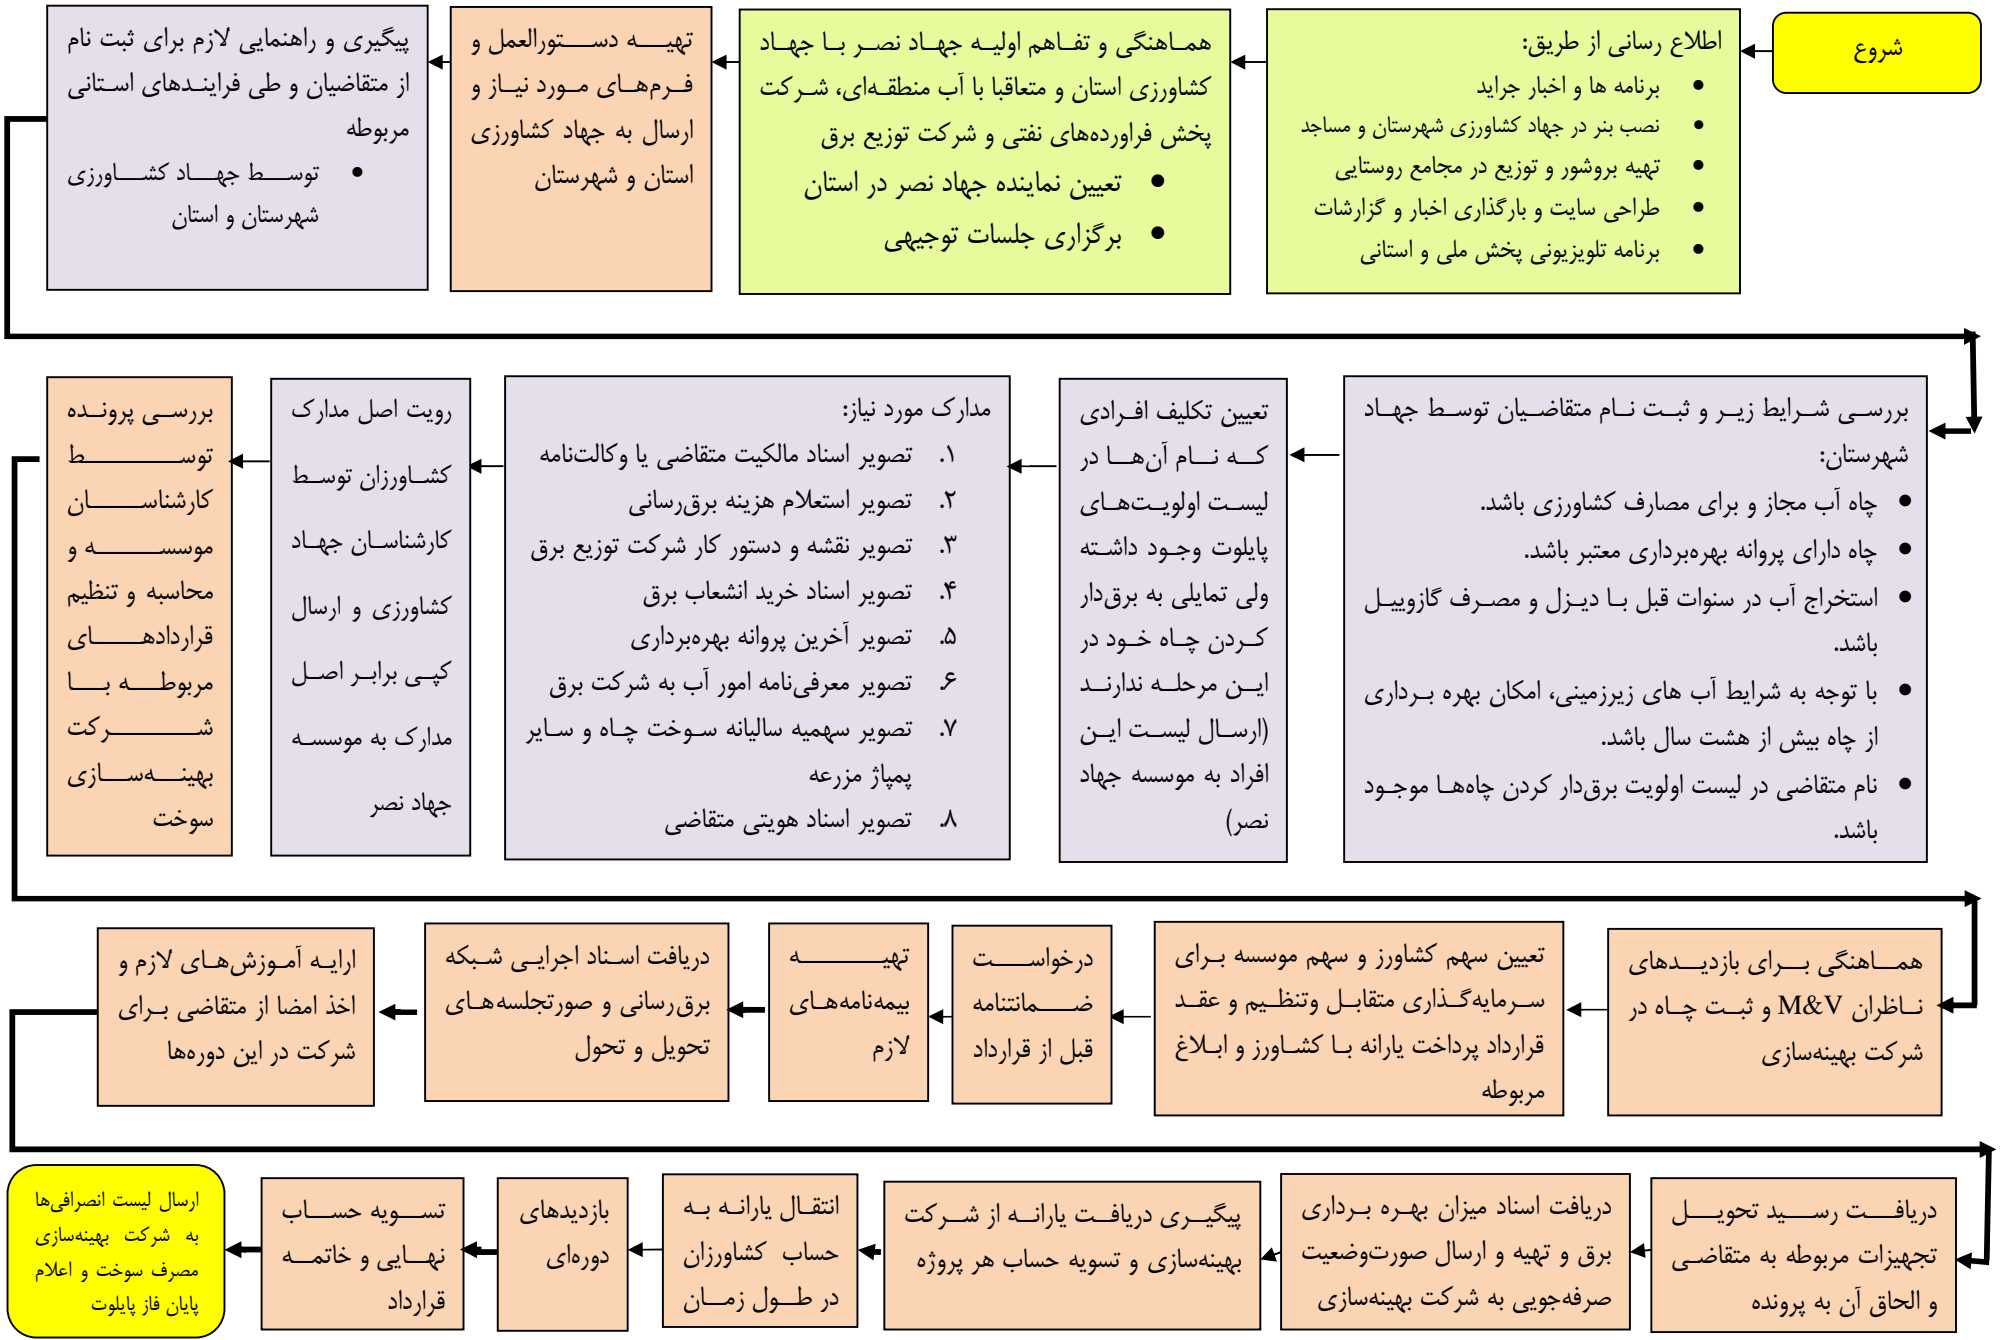 شروع
اطلاع رسانی از طریق:
• برنامه ها و اخبار جراید
• نصب بنر در جهاد کشاورزی شهرستان و مساجد
• تهیه بروشور و توزیع در مجامع روستایی
• طراحی سایت و بارگذاری اخبار و گزارشات
• برنامه تلویزیونی پخش ملی و استانی
هماهنگی و تفاهم اولیه جهاد نصر با جهاد
کشاورزی استان و متعاقبا با آب منطقه‌ای، شرکت
پخش فراورده‌های نفتی و شرکت توزیع برق
• تعیین نماینده جهاد نصر در استان
• برگزاری جلسات توجیهی
تهیه دستورالعمل و
فرم‌های مورد نیاز و
ارسال به جهاد کشاورزی
استان و شهرستان
پیگیری و راهنمایی لازم برای ثبت نام
از متقاضیان و طی فرایندهای استانی
مربوطه
• توسط جهاد کشاورزی
شهرستان و استان
بررسی شرایط زیر و ثبت نام متقاضیان توسط جهاد
شهرستان:
• چاه آب مجاز و برای مصارف کشاورزی باشد.
• چاه دارای پروانه بهره‌برداری معتبر باشد.
• استخراج آب در سنوات قبل با دیزل و مصرف گازوییل
باشد.
• با توجه به شرایط آب های زیرزمینی، امکان بهره برداری
از چاه بیش از هشت سال باشد.
• نام متقاضی در لیست اولویت برق‌دار کردن چاه‌ها موجود
باشد.
تعیین تکلیف افرادی
که نام آن‌ها در
لیست اولویت‌های
پایلوت وجود داشته
ولی تمایلی به برق‌دار
کردن چاه خود در
این مرحله ندارند
(ارسال لیست این
افراد به موسسه جهاد
نصر)
مدارک مورد نیاز:
۱. تصویر اسناد مالکیت متقاضی یا وکالت‌نامه
۲. تصویر استعلام هزینه برق‌رسانی
۳. تصویر نقشه و دستور کار شرکت توزیع برق
۴. تصویر اسناد خرید انشعاب برق
۵. تصویر آخرین پروانه بهره‌برداری
۶. تصویر معرفی‌نامه امور آب به شرکت برق
۷. تصویر سهمیه سالیانه سوخت چاه و سایر
پمپاژ مزرعه
۸. تصویر اسناد هویتی متقاضی
رویت اصل مدارک
کشاورزان توسط
کارشناسان جهاد
کشاورزی و ارسال
کپی برابر اصل
مدارک به موسسه
جهاد نصر
بررسی پرونده
توسط
کارشناسان
موسسه و
محاسبه و تنظیم
قراردادهای
مربوطه با
شرکت
بهینه‌سازی
سوخت
هماهنگی برای بازدیدهای
ناظران M&V و ثبت چاه در
شرکت بهینه‌سازی
تعیین سهم کشاورز و سهم موسسه برای
سرمایه‌گذاری متقابل وتنظیم و عقد
قرارداد پرداخت یارانه با کشاورز و ابلاغ
مربوطه
درخواست
ضمانتنامه
قبل از قرارداد
تهیه
بیمه‌نامه‌های
لازم
دریافت اسناد اجرایی شبکه
برق‌رسانی و صورتجلسه‌های
تحویل و تحول
ارایه آموزش‌های لازم و
اخذ امضا از متقاضی برای
شرکت در این دوره‌ها
دریافت رسید تحویل
تجهیزات مربوطه به متقاضی
و الحاق آن به پرونده
دریافت اسناد میزان بهره برداری
برق و تهیه و ارسال صورت‌وضعیت
صرفه‌جویی به شرکت بهینه‌سازی
پیگیری دریافت یارانه از شرکت
بهینه‌سازی و تسویه حساب هر پروژه
انتقال یارانه به
حساب کشاورزان
در طول زمان
بازدیدهای
دوره‌ای
تسویه حساب
نهایی و خاتمه
قرارداد
ارسال لیست انصرافی‌ها
به شرکت بهینه‌سازی
مصرف سوخت و اعلام
پایان فاز پایلوت